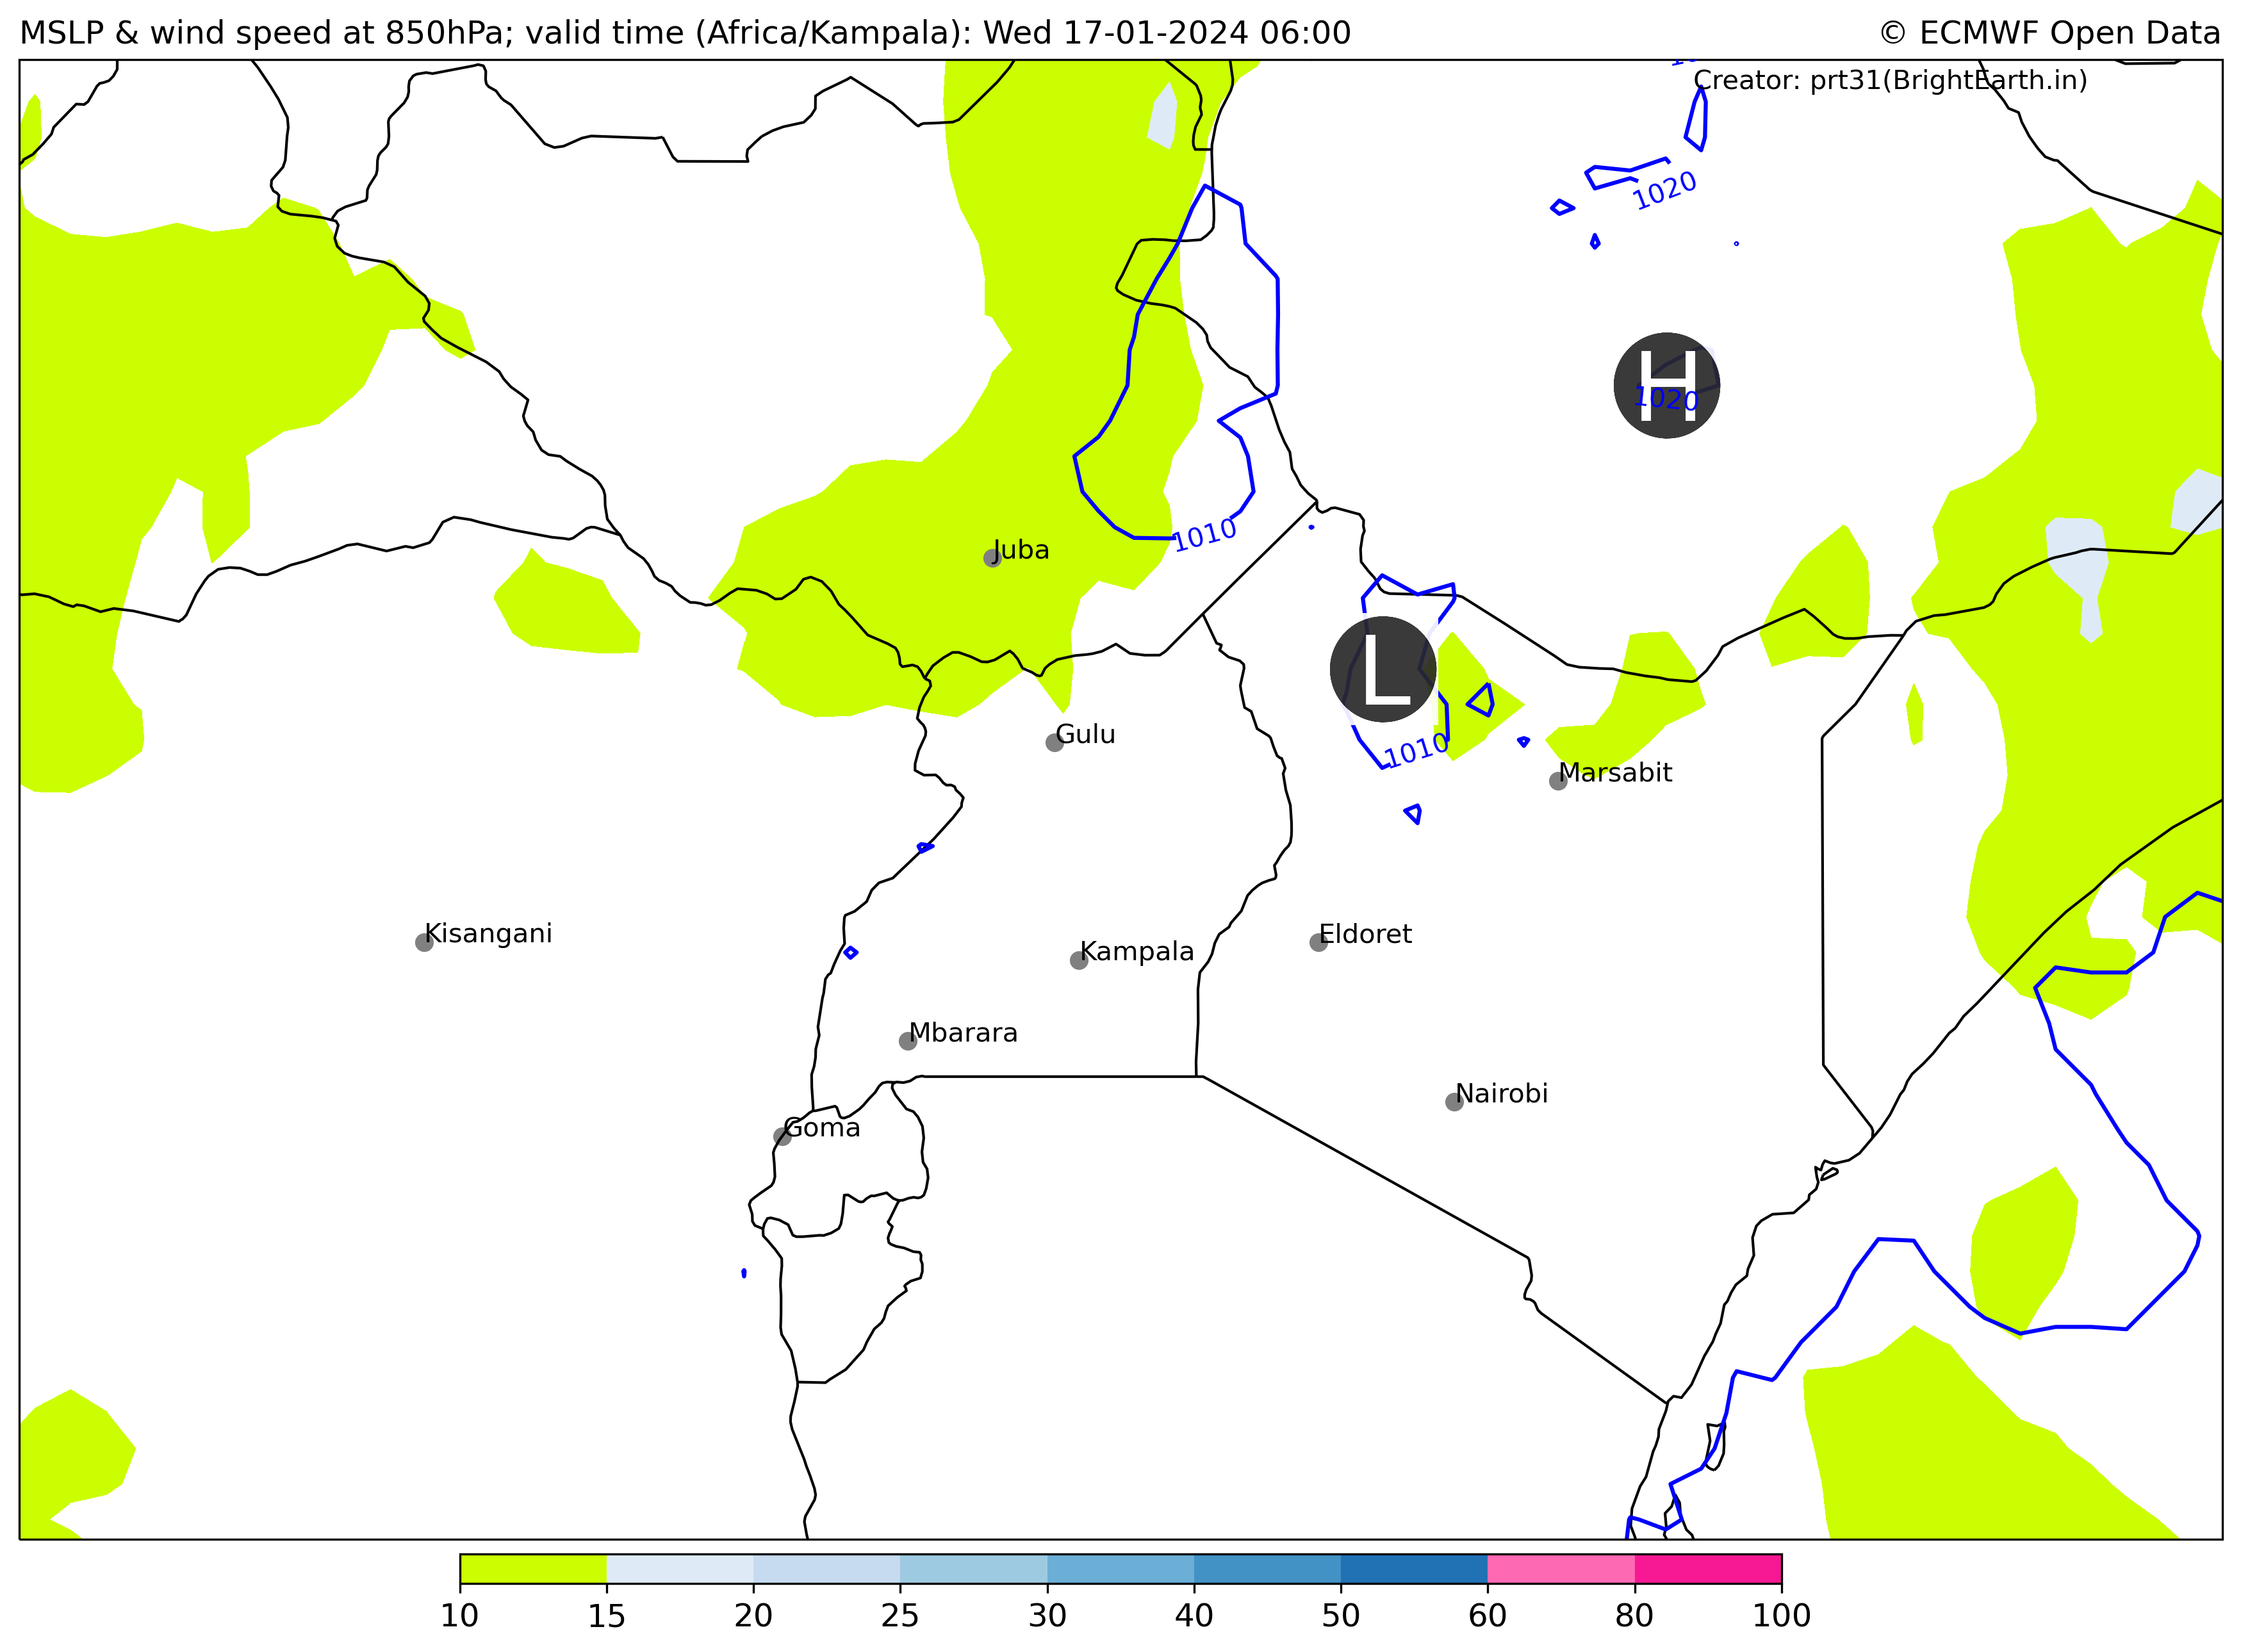 MSLP & wind speed at 850hPa; valid time (Africa/Kampala): Wed 17-01-2024 06:00
© ECMWF Open Data
Creator: prt31(BrightEarth.in)
1020
H
1020
1010
Juba
L
Gulu
1010
Marsabit
Kisangani
Eldoret
Kampala
Mbarara
Nairobi
Goma
10 15 20 25 30 40 50 60 80 100